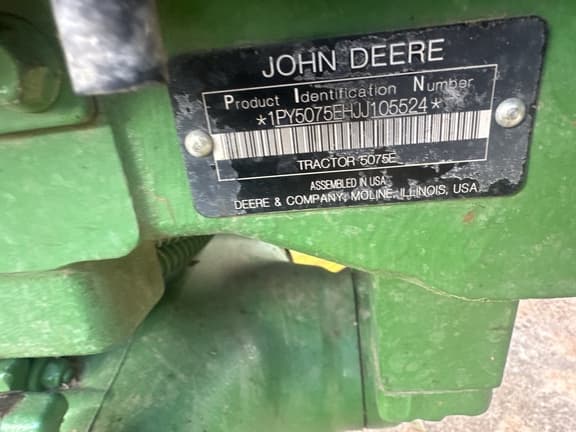 JOHN DEERE
Product Identification Number
*1PY5075EHJJ105524*
TRACTOR 5075E
ASSEMBLED IN USA
DEERE & COMPANY, MOLINE, ILLINOIS, USA